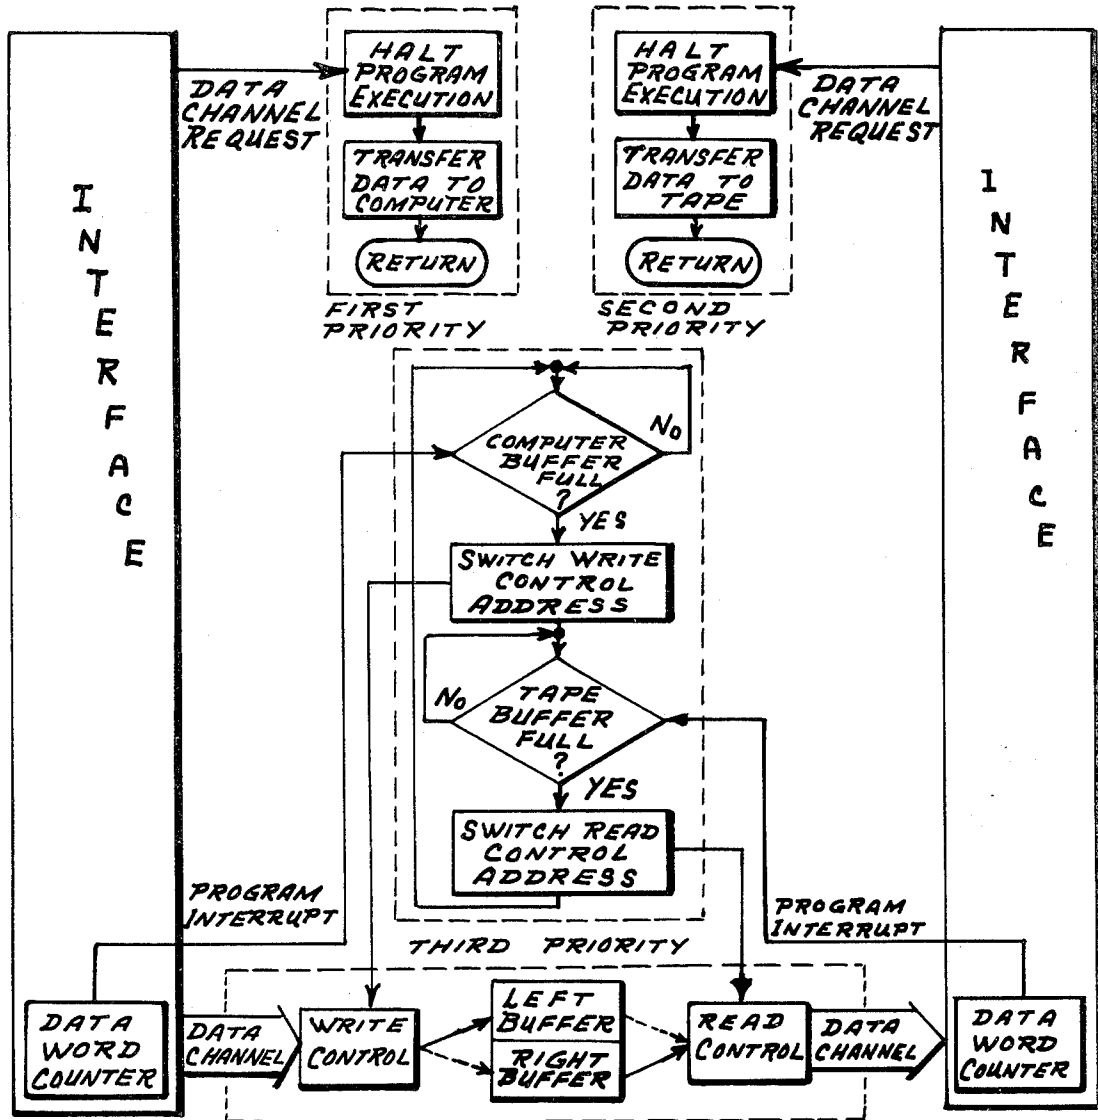 HALT
PROGRAM
EXECUTION
TRANSFER
DATA TO
COMPUTER
RETURN
FIRST
PRIORITY
HALT
PROGRAM
EXECUTION
TRANSFER
DATA TO
TAPE
RETURN
SECOND
PRIORITY
DATA
CHANNEL
REQUEST
DATA
CHANNEL
REQUEST
INTERFACE
INTERFACE
COMPUTER
BUFFER
FULL
?
NO
YES
SWITCH WRITE
CONTROL
ADDRESS
TAPE
BUFFER
FULL
?
NO
YES
SWITCH READ
CONTROL
ADDRESS
THIRD PRIORITY
PROGRAM
INTERRUPT
PROGRAM
INTERRUPT
DATA
WORD
COUNTER
DATA
CHANNEL
WRITE
CONTROL
LEFT
BUFFER
RIGHT
BUFFER
READ
CONTROL
DATA
CHANNEL
DATA
WORD
COUNTER